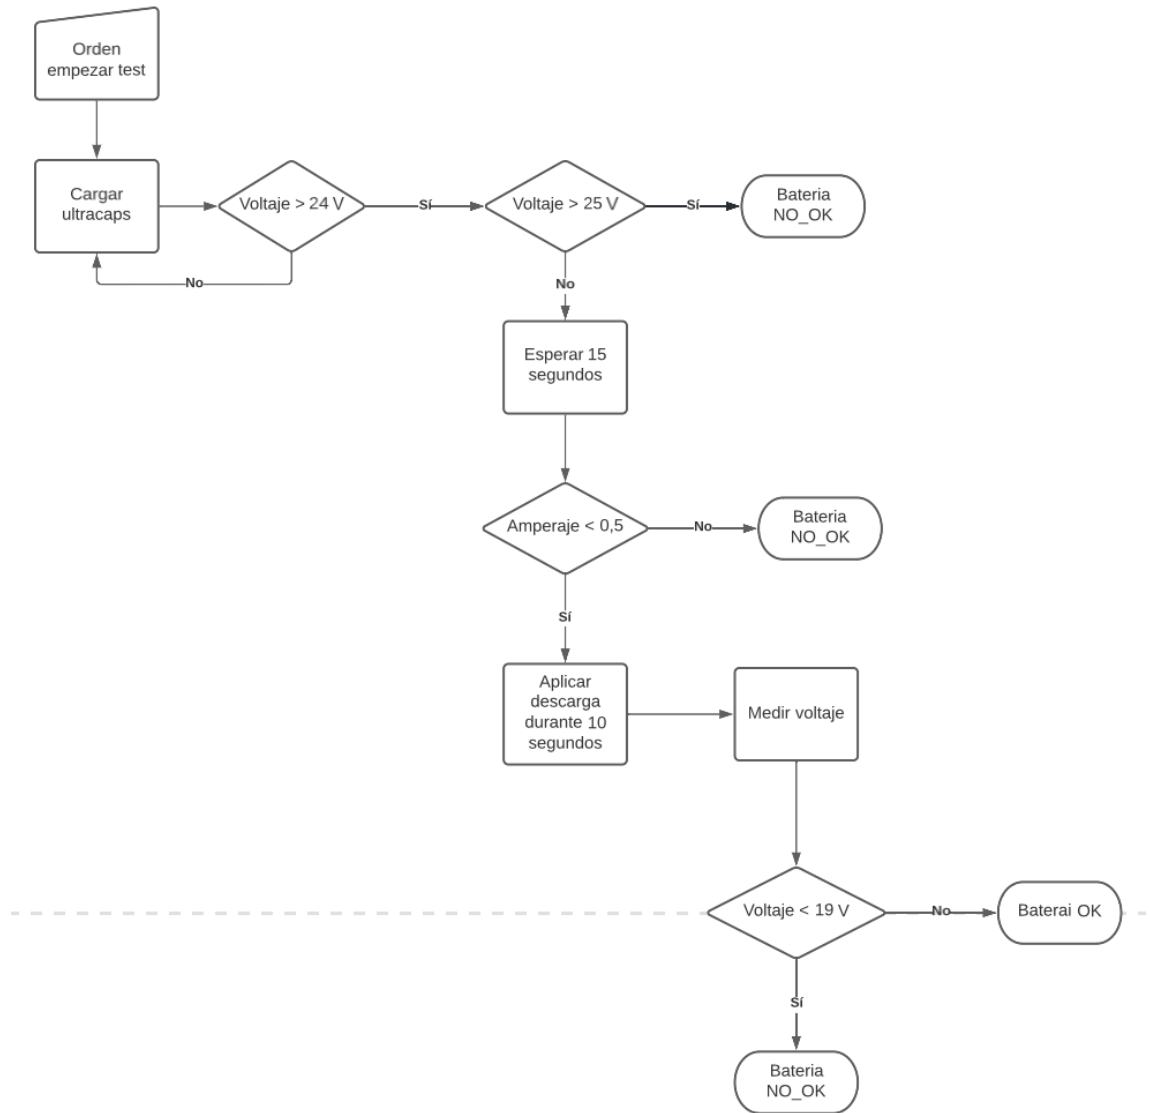 Orden
empezar test
Cargar
ultracaps
Voltaje > 24 V
Sí
Voltaje > 25 V
Sí
Bateria
NO_OK
No
No
Esperar 15
segundos
Amperaje < 0,5
No
Bateria
NO_OK
Sí
Aplicar
descarga
durante 10
segundos
Medir voltaje
Voltaje < 19 V
No
Baterai OK
Sí
Bateria
NO_OK